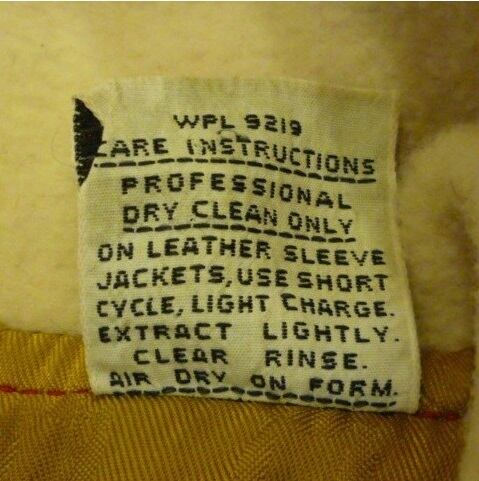 WPL 9219
CARE INSTRUCTIONS
PROFESSIONAL
DRY CLEAN ONLY
ON LEATHER SLEEVE
JACKETS, USE SHORT
CYCLE, LIGHT CHARGE.
EXTRACT LIGHTLY.
CLEAR RINSE.
AIR DRY ON FORM.